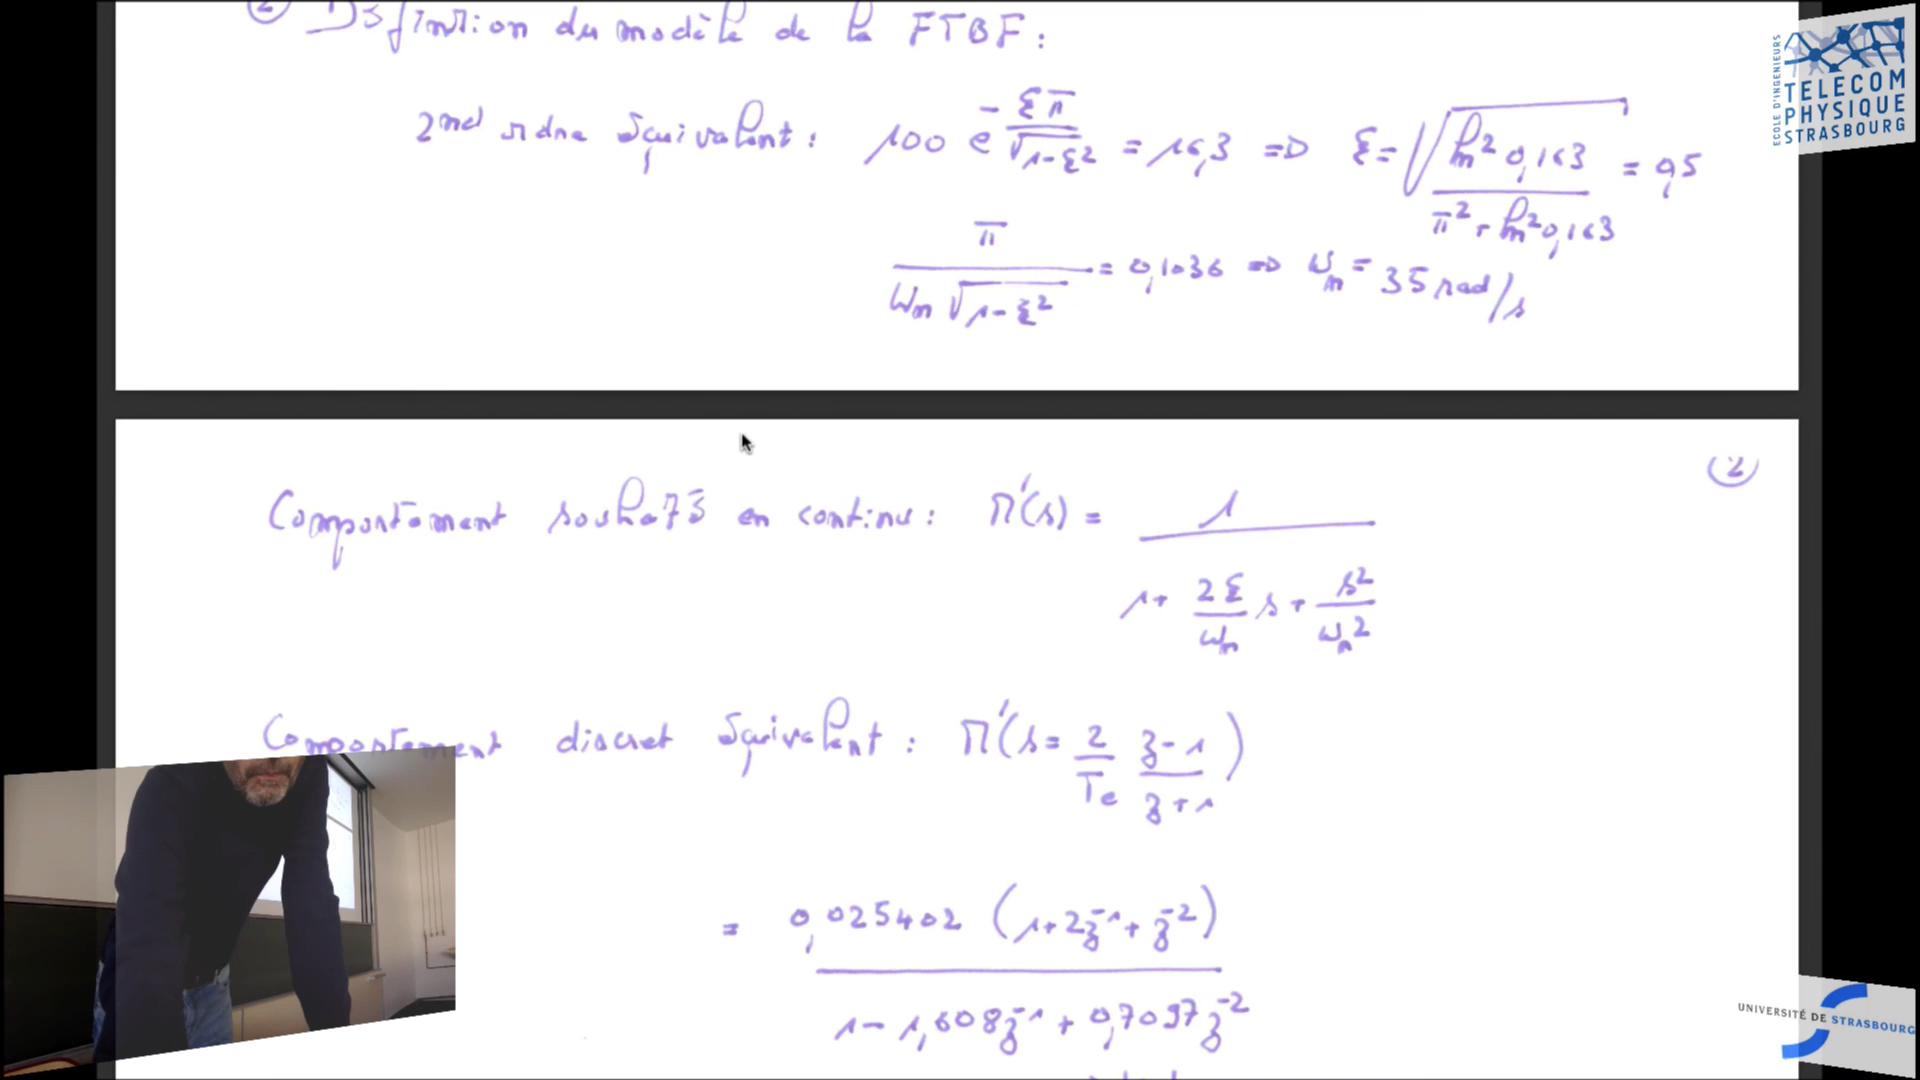 ② Définition du modèle de la FTBF :
2nd ordre équivalent : 100 e^(-ξπ/√(1-ξ²)) = 16,3 => ξ = √(ln² 0,163 / (π² + ln² 0,163)) = 0,5
π / (ωn √(1-ξ²)) = 0,1036 => ωn = 35 rad/s
②
Comportement souhaité en continu : M'(s) = 1 / (1 + (2ξ/ωn) s + s²/ωn²)
Comportement discret équivalent : M'(s = (2/Te) (z-1)/(z+1))
= 0,025402 (1 + 2z⁻¹ + z⁻²) / (1 - 1,608z⁻¹ + 0,7097z⁻²)
ECOLE D'INGENIEURS
TELECOM
PHYSIQUE
STRASBOURG
UNIVERSITÉ DE STRASBOURG